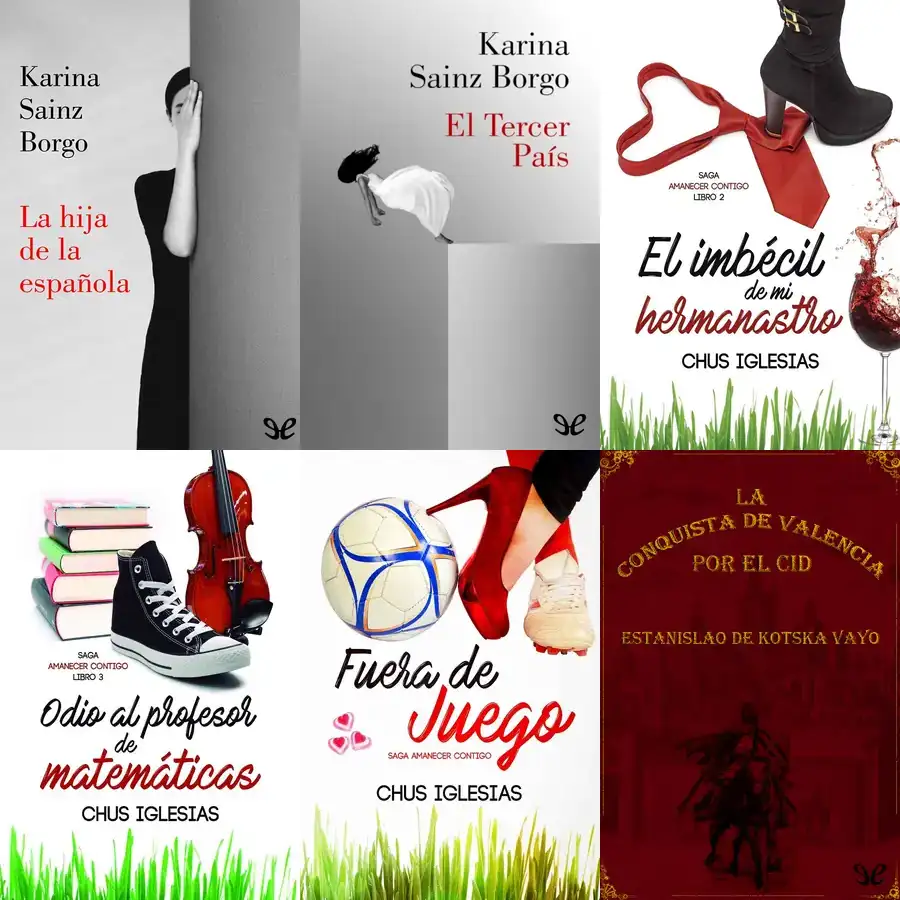 Karina
Sainz
Borgo
La hija
de la
española
Karina
Sainz Borgo
El Tercer
País
SAGA
AMANECER CONTIGO
LIBRO 2
El imbécil
de mi
hermanastro
CHUS IGLESIAS
SAGA
AMANECER CONTIGO
LIBRO 3
Odio al profesor
de
matemáticas
CHUS IGLESIAS
Fuera de
Juego
SAGA AMANECER CONTIGO
CHUS IGLESIAS
LA
CONQUISTA DE VALENCIA
POR EL CID
ESTANISLAO DE KOTSKA VAYO